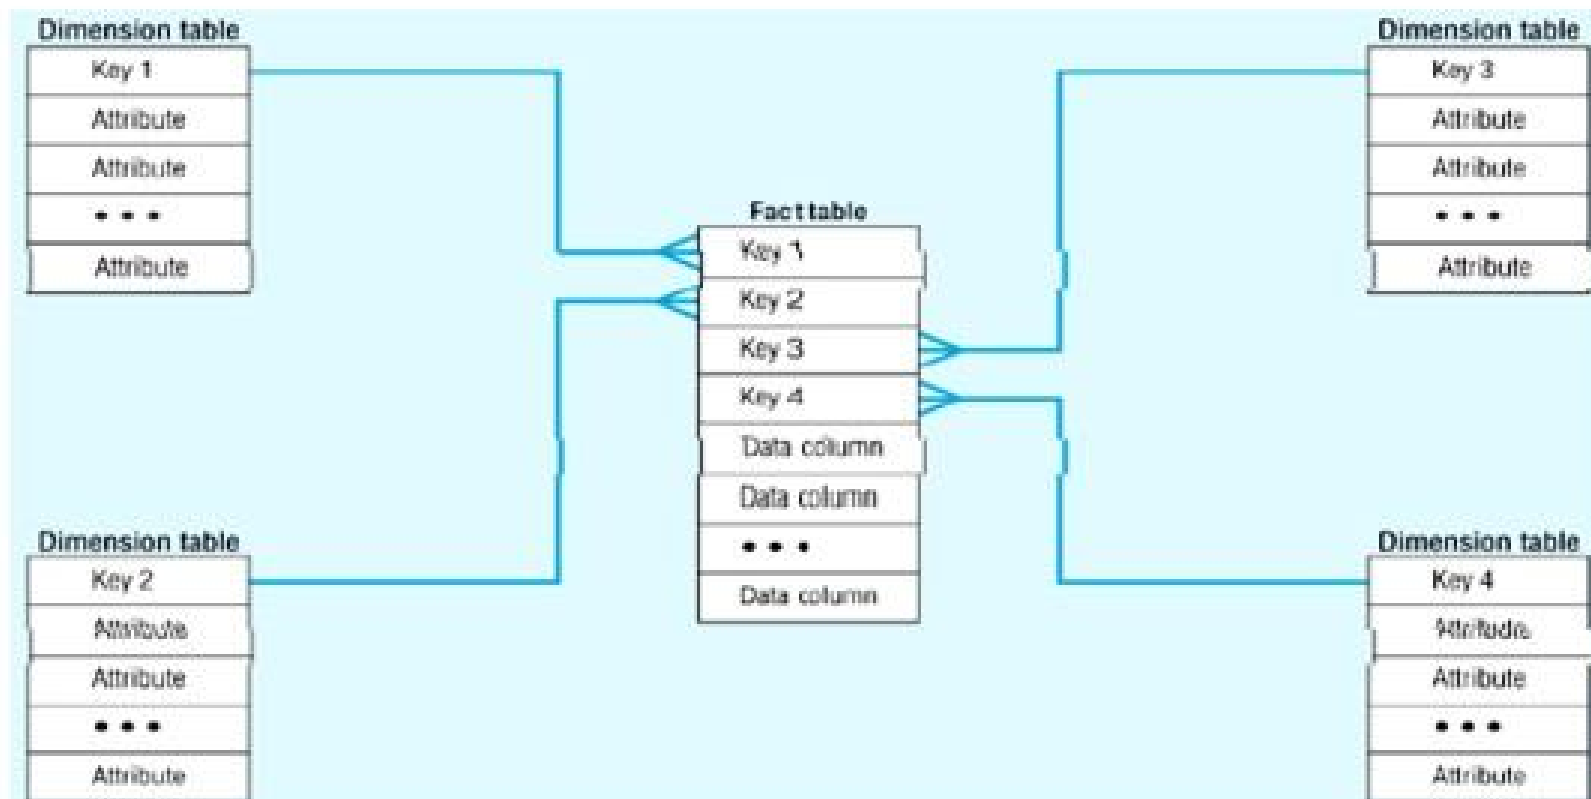 Dimension table
Key 1
Attribute
Attribute
• • •
Attribute
Dimension table
Key 3
Attribute
Attribute
• • •
Attribute
Fact table
Key 1
Key 2
Key 3
Key 4
Data column
Data column
• • •
Data column
Dimension table
Key 2
Attribute
Attribute
• • •
Attribute
Dimension table
Key 4
Attribute
• • •
Attribute